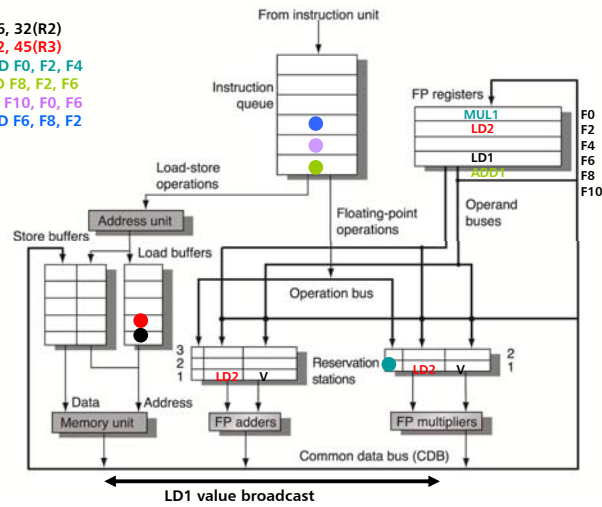 From instruction unit
6, 32(R2)
2, 45(R3)
D F0, F2, F4
D F8, F2, F6
F10, F0, F6
D F6, F8, F2
Instruction
queue
FP registers
MUL1
LD2
LD1
ADD1
F0
F2
F4
F6
F8
F10
Load-store
operations
Operand
buses
Floating-point
operations
Address unit
Store buffers
Load buffers
Operation bus
3
2
1
LD2
V
Reservation
stations
LD2
V
2
1
Data
Address
Memory unit
FP adders
FP multipliers
Common data bus (CDB)
LD1 value broadcast